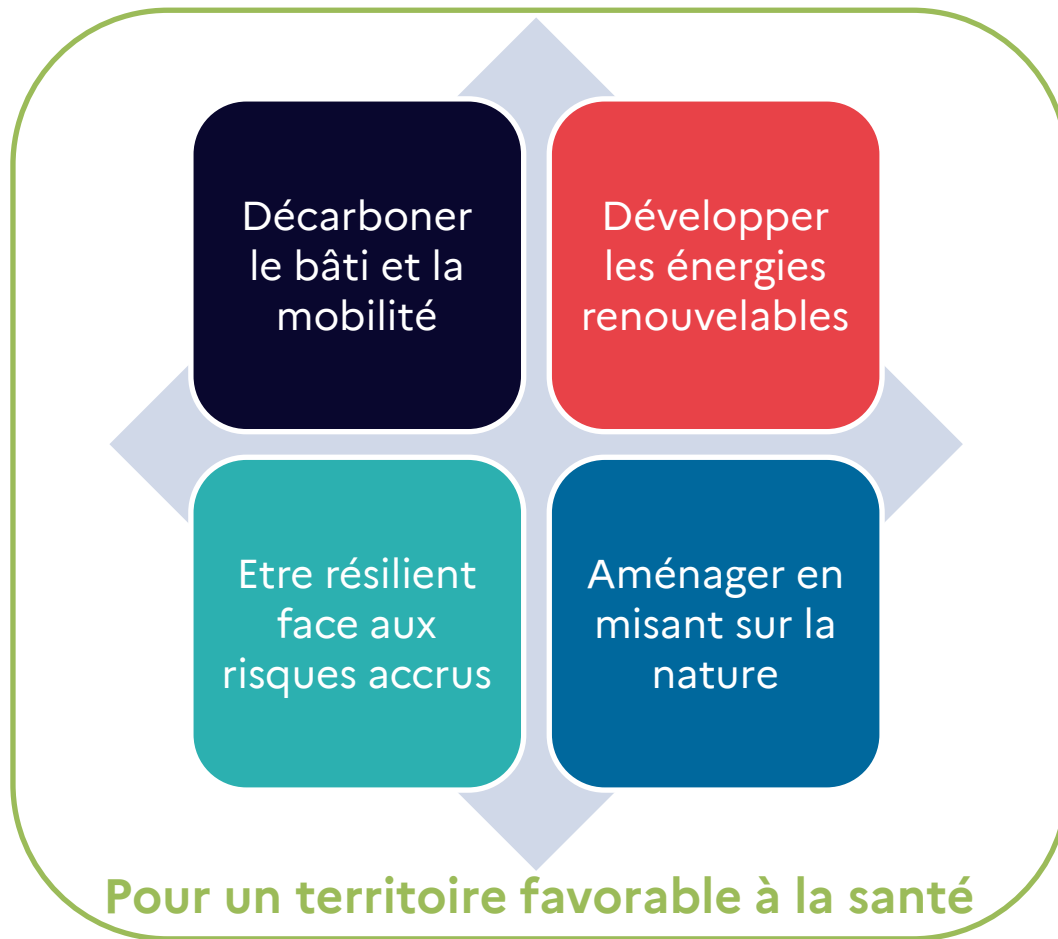 Décarboner
le bâti et la
mobilité
Développer
les énergies
renouvelables
Etre résilient
face aux
risques accrus
Aménager en
misant sur la
nature
Pour un territoire favorable à la santé